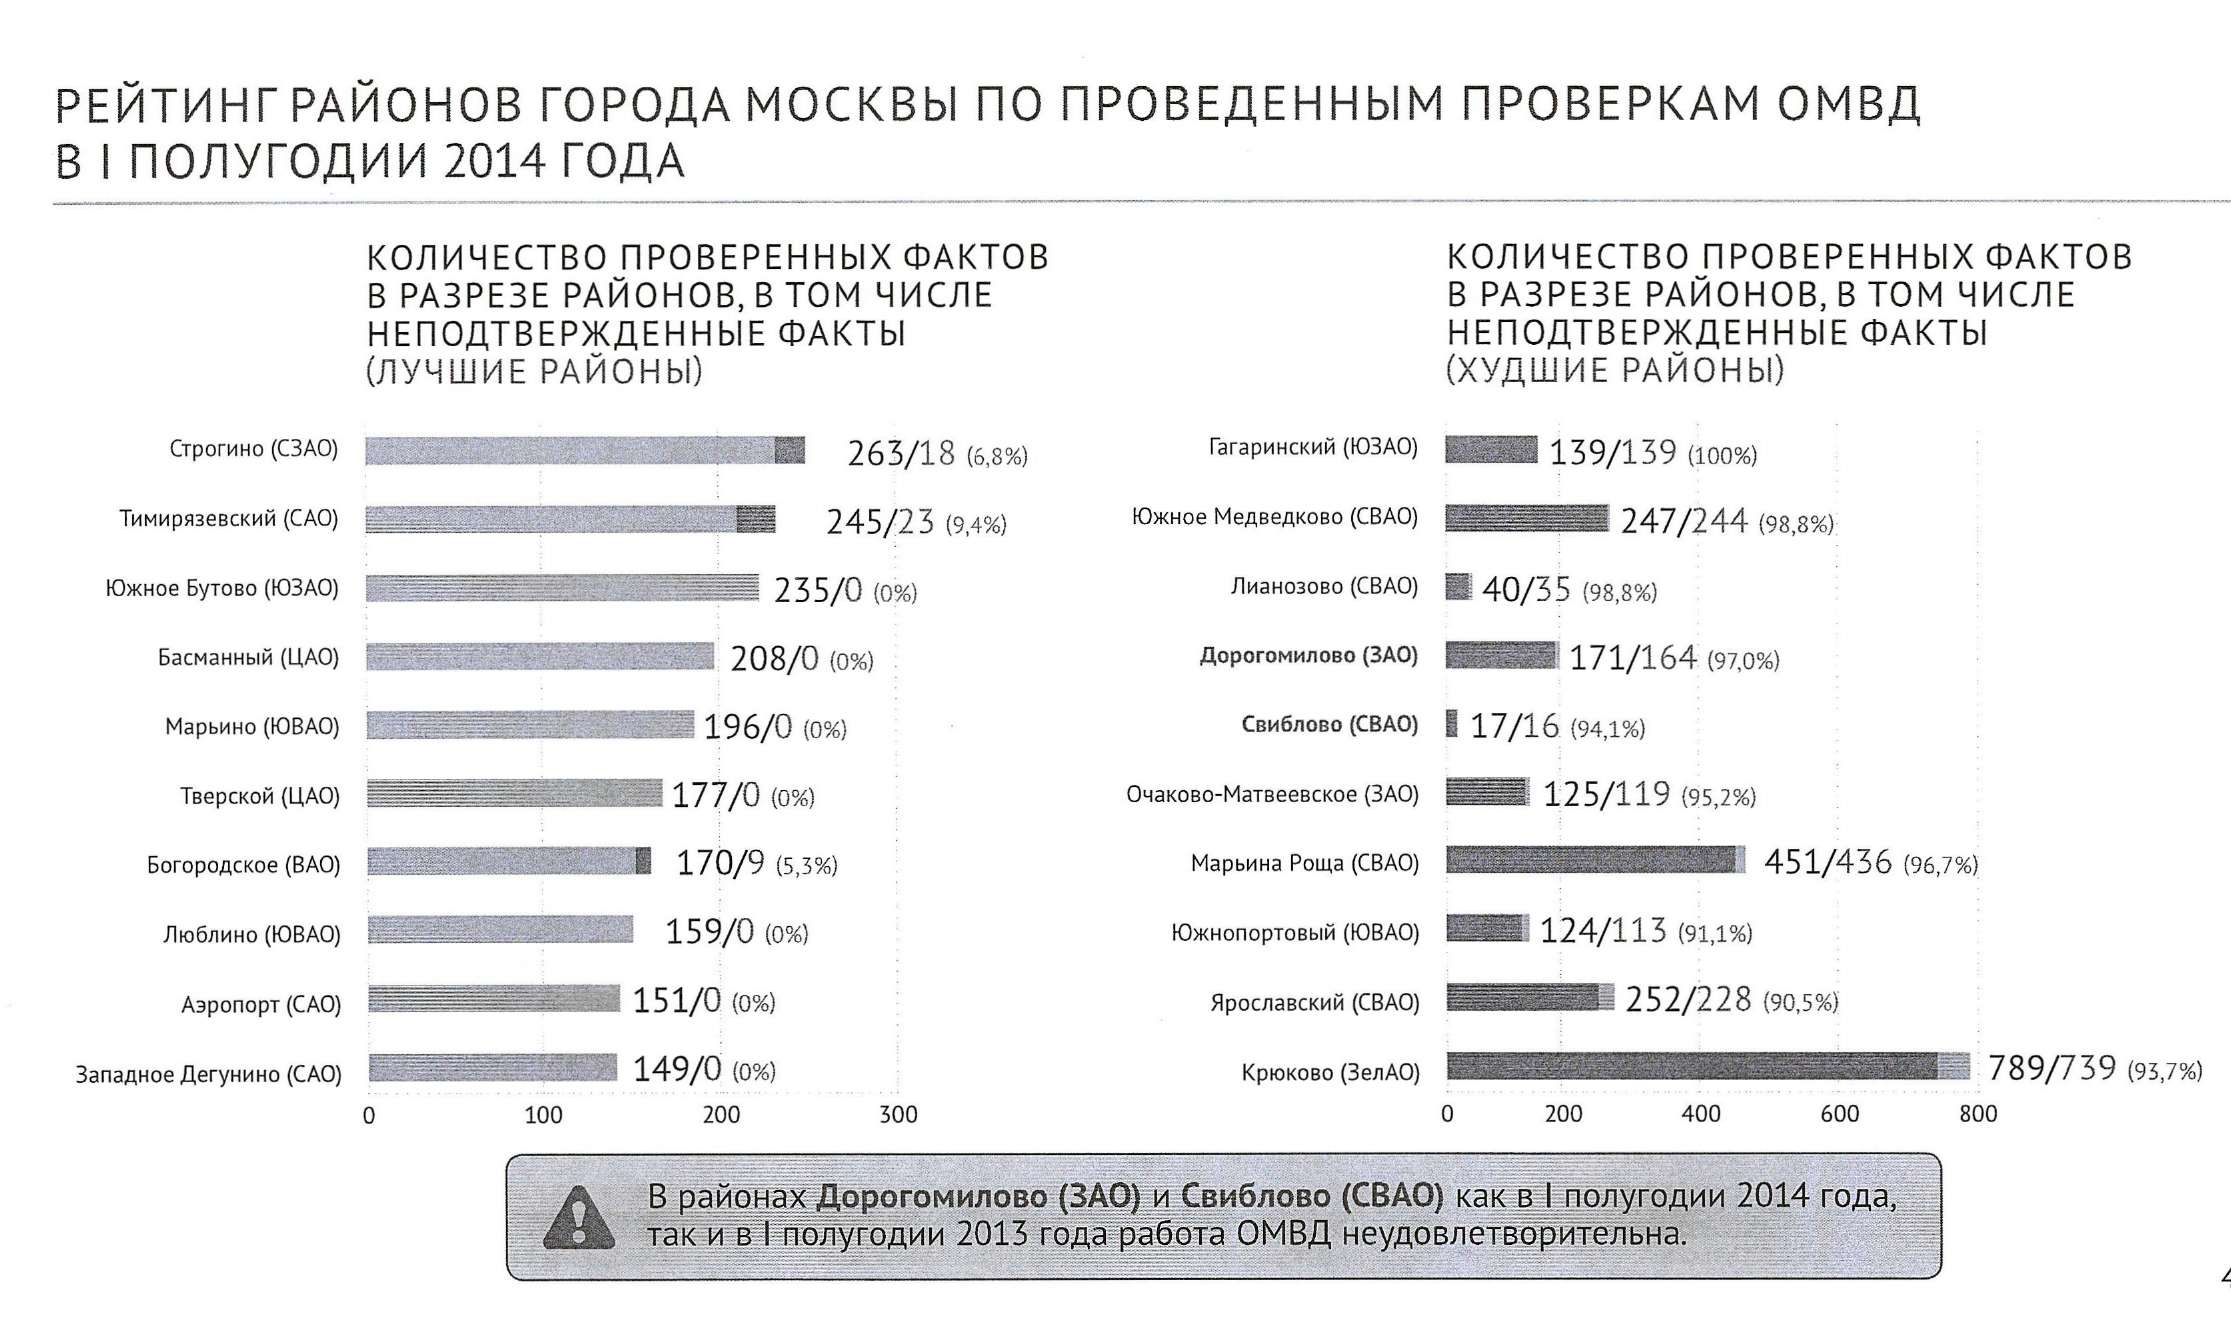 РЕЙТИНГ РАЙОНОВ ГОРОДА МОСКВЫ ПО ПРОВЕДЕННЫМ ПРОВЕРКАМ ОМВД
В I ПОЛУГОДИИ 2014 ГОДА
КОЛИЧЕСТВО ПРОВЕРЕННЫХ ФАКТОВ
В РАЗРЕЗЕ РАЙОНОВ, В ТОМ ЧИСЛЕ
НЕПОДТВЕРЖДЕННЫЕ ФАКТЫ
(ЛУЧШИЕ РАЙОНЫ)
Строгино (СЗАО) 263/18 (6,8%)
Тимирязевский (САО) 245/23 (9,4%)
Южное Бутово (ЮЗАО) 235/0 (0%)
Басманный (ЦАО) 208/0 (0%)
Марьино (ЮВАО) 196/0 (0%)
Тверской (ЦАО) 177/0 (0%)
Богородское (ВАО) 170/9 (5,3%)
Люблино (ЮВАО) 159/0 (0%)
Аэропорт (САО) 151/0 (0%)
Западное Дегунино (САО) 149/0 (0%)
0 100 200 300
КОЛИЧЕСТВО ПРОВЕРЕННЫХ ФАКТОВ
В РАЗРЕЗЕ РАЙОНОВ, В ТОМ ЧИСЛЕ
НЕПОДТВЕРЖДЕННЫЕ ФАКТЫ
(ХУДШИЕ РАЙОНЫ)
Гагаринский (ЮЗАО) 139/139 (100%)
Южное Медведково (СВАО) 247/244 (98,8%)
Лианозово (СВАО) 40/35 (98,8%)
Дорогомилово (ЗАО) 171/164 (97,0%)
Свиблово (СВАО) 17/16 (94,1%)
Очаково-Матвеевское (ЗАО) 125/119 (95,2%)
Марьина Роща (СВАО) 451/436 (96,7%)
Южнопортовый (ЮВАО) 124/113 (91,1%)
Ярославский (СВАО) 252/228 (90,5%)
Крюково (ЗелАО) 789/739 (93,7%)
0 200 400 600 800
В районах Дорогомилово (ЗАО) и Свиблово (СВАО) как в I полугодии 2014 года,
так и в I полугодии 2013 года работа ОМВД неудовлетворительна.